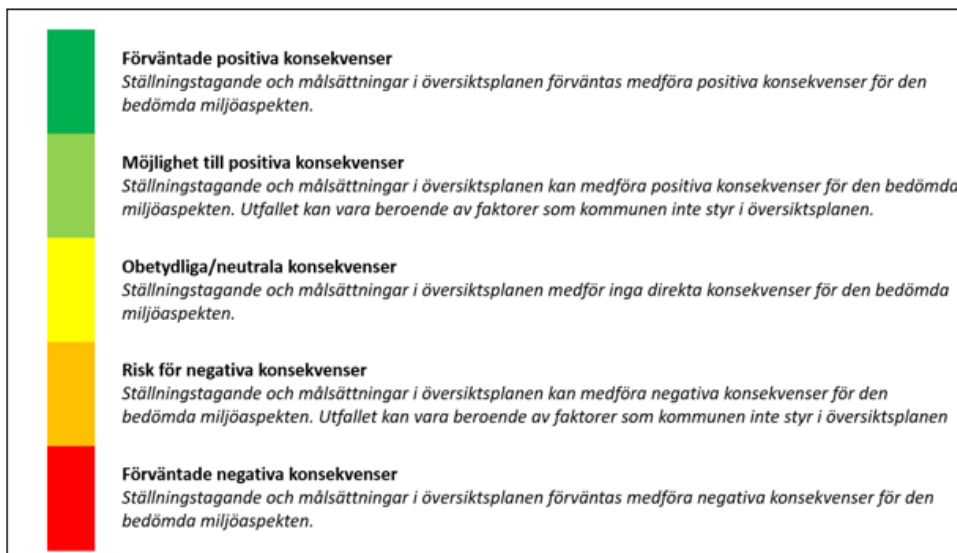 Förväntade positiva konsekvenser
Ställningstagande och målsättningar i översiktsplanen förväntas medföra positiva konsekvenser för den
bedömda miljöaspekten.
Möjlighet till positiva konsekvenser
Ställningstagande och målsättningar i översiktsplanen kan medföra positiva konsekvenser för den bedömda
miljöaspekten. Utfallet kan vara beroende av faktorer som kommunen inte styr i översiktsplanen.
Obetydliga/neutrala konsekvenser
Ställningstagande och målsättningar i översiktsplanen medför inga direkta konsekvenser för den bedömda
miljöaspekten.
Risk för negativa konsekvenser
Ställningstagande och målsättningar i översiktsplanen kan medföra negativa konsekvenser för den
bedömda miljöaspekten. Utfallet kan vara beroende av faktorer som kommunen inte styr i översiktsplanen
Förväntade negativa konsekvenser
Ställningstagande och målsättningar i översiktsplanen förväntas medföra negativa konsekvenser för den
bedömda miljöaspekten.